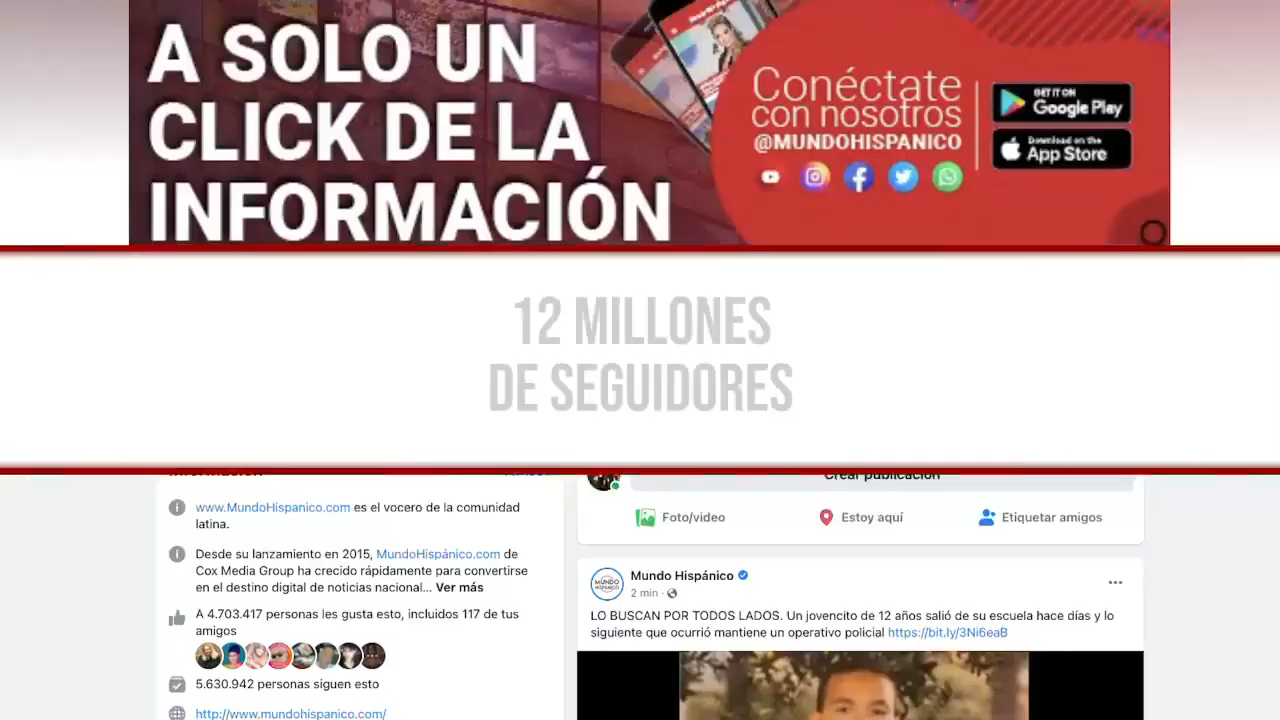 A SOLO UN
CLICK DE LA
INFORMACIÓN
Conéctate
con nosotros
@MUNDOHISPANICO
GET IT ON
Google Play
Download on the
App Store
12 MILLONES
DE SEGUIDORES
Crear publicación
www.MundoHispanico.com es el vocero de la comunidad
latina.
Desde su lanzamiento en 2015, MundoHispánico.com de
Cox Media Group ha crecido rápidamente para convertirse
en el destino digital de noticias nacional... Ver más
A 4.703.417 personas les gusta esto, incluidos 117 de tus
amigos
5.630.942 personas siguen esto
http://www.mundohispanico.com/
Foto/video
Estoy aquí
Etiquetar amigos
MUNDO
HISPÁNICO
Mundo Hispánico
2 min ·
LO BUSCAN POR TODOS LADOS. Un jovencito de 12 años salió de su escuela hace días y lo
siguiente que ocurrió mantiene un operativo policial https://bit.ly/3Ni6eaB